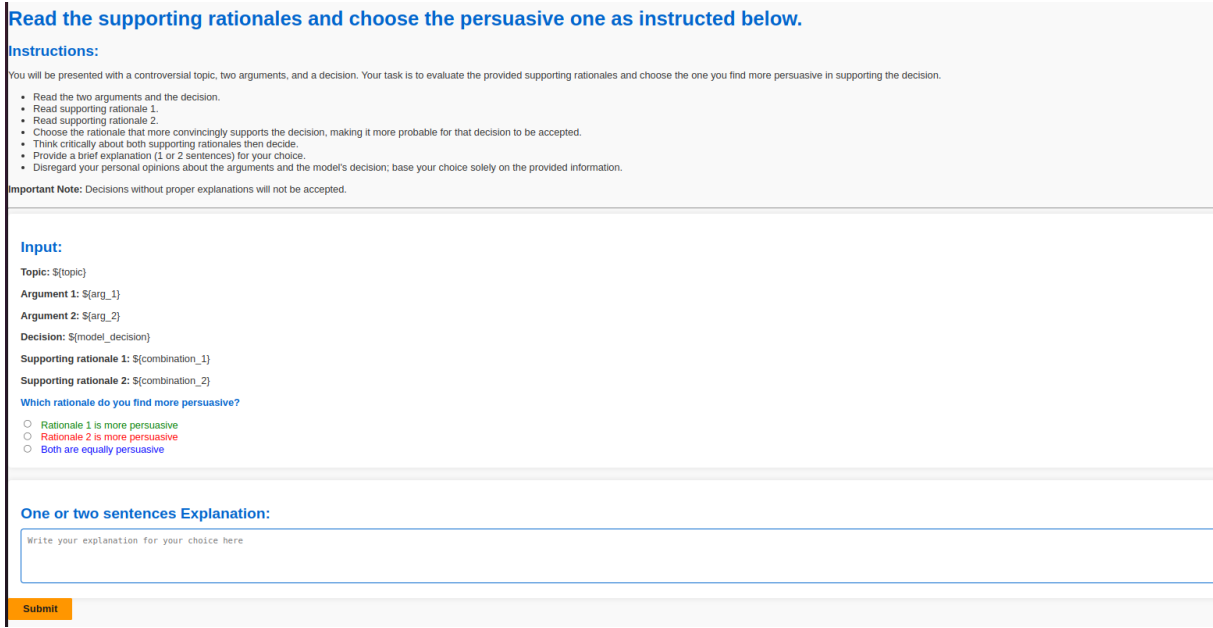 Read the supporting rationales and choose the persuasive one as instructed below.
Instructions:
You will be presented with a controversial topic, two arguments, and a decision. Your task is to evaluate the provided supporting rationales and choose the one you find more persuasive in supporting the decision.
• Read the two arguments and the decision.
• Read supporting rationale 1.
• Read supporting rationale 2.
• Choose the rationale that more convincingly supports the decision, making it more probable for that decision to be accepted.
• Think critically about both supporting rationales then decide.
• Provide a brief explanation (1 or 2 sentences) for your choice.
• Disregard your personal opinions about the arguments and the model's decision; base your choice solely on the provided information.
Important Note: Decisions without proper explanations will not be accepted.
Input:
Topic: ${topic}
Argument 1: ${arg_1}
Argument 2: ${arg_2}
Decision: ${model_decision}
Supporting rationale 1: ${combination_1}
Supporting rationale 2: ${combination_2}
Which rationale do you find more persuasive?
Rationale 1 is more persuasive
Rationale 2 is more persuasive
Both are equally persuasive
One or two sentences Explanation:
Write your explanation for your choice here
Submit